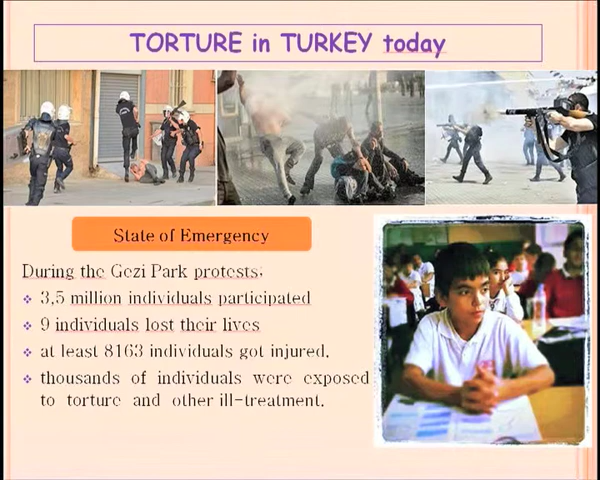 TORTURE in TURKEY today
State of Emergency
During the Gezi Park protests;
❖ 3,5 million individuals participated
❖ 9 individuals lost their lives
❖ at least 8163 individuals got injured.
❖ thousands of individuals were exposed
to torture and other ill-treatment.